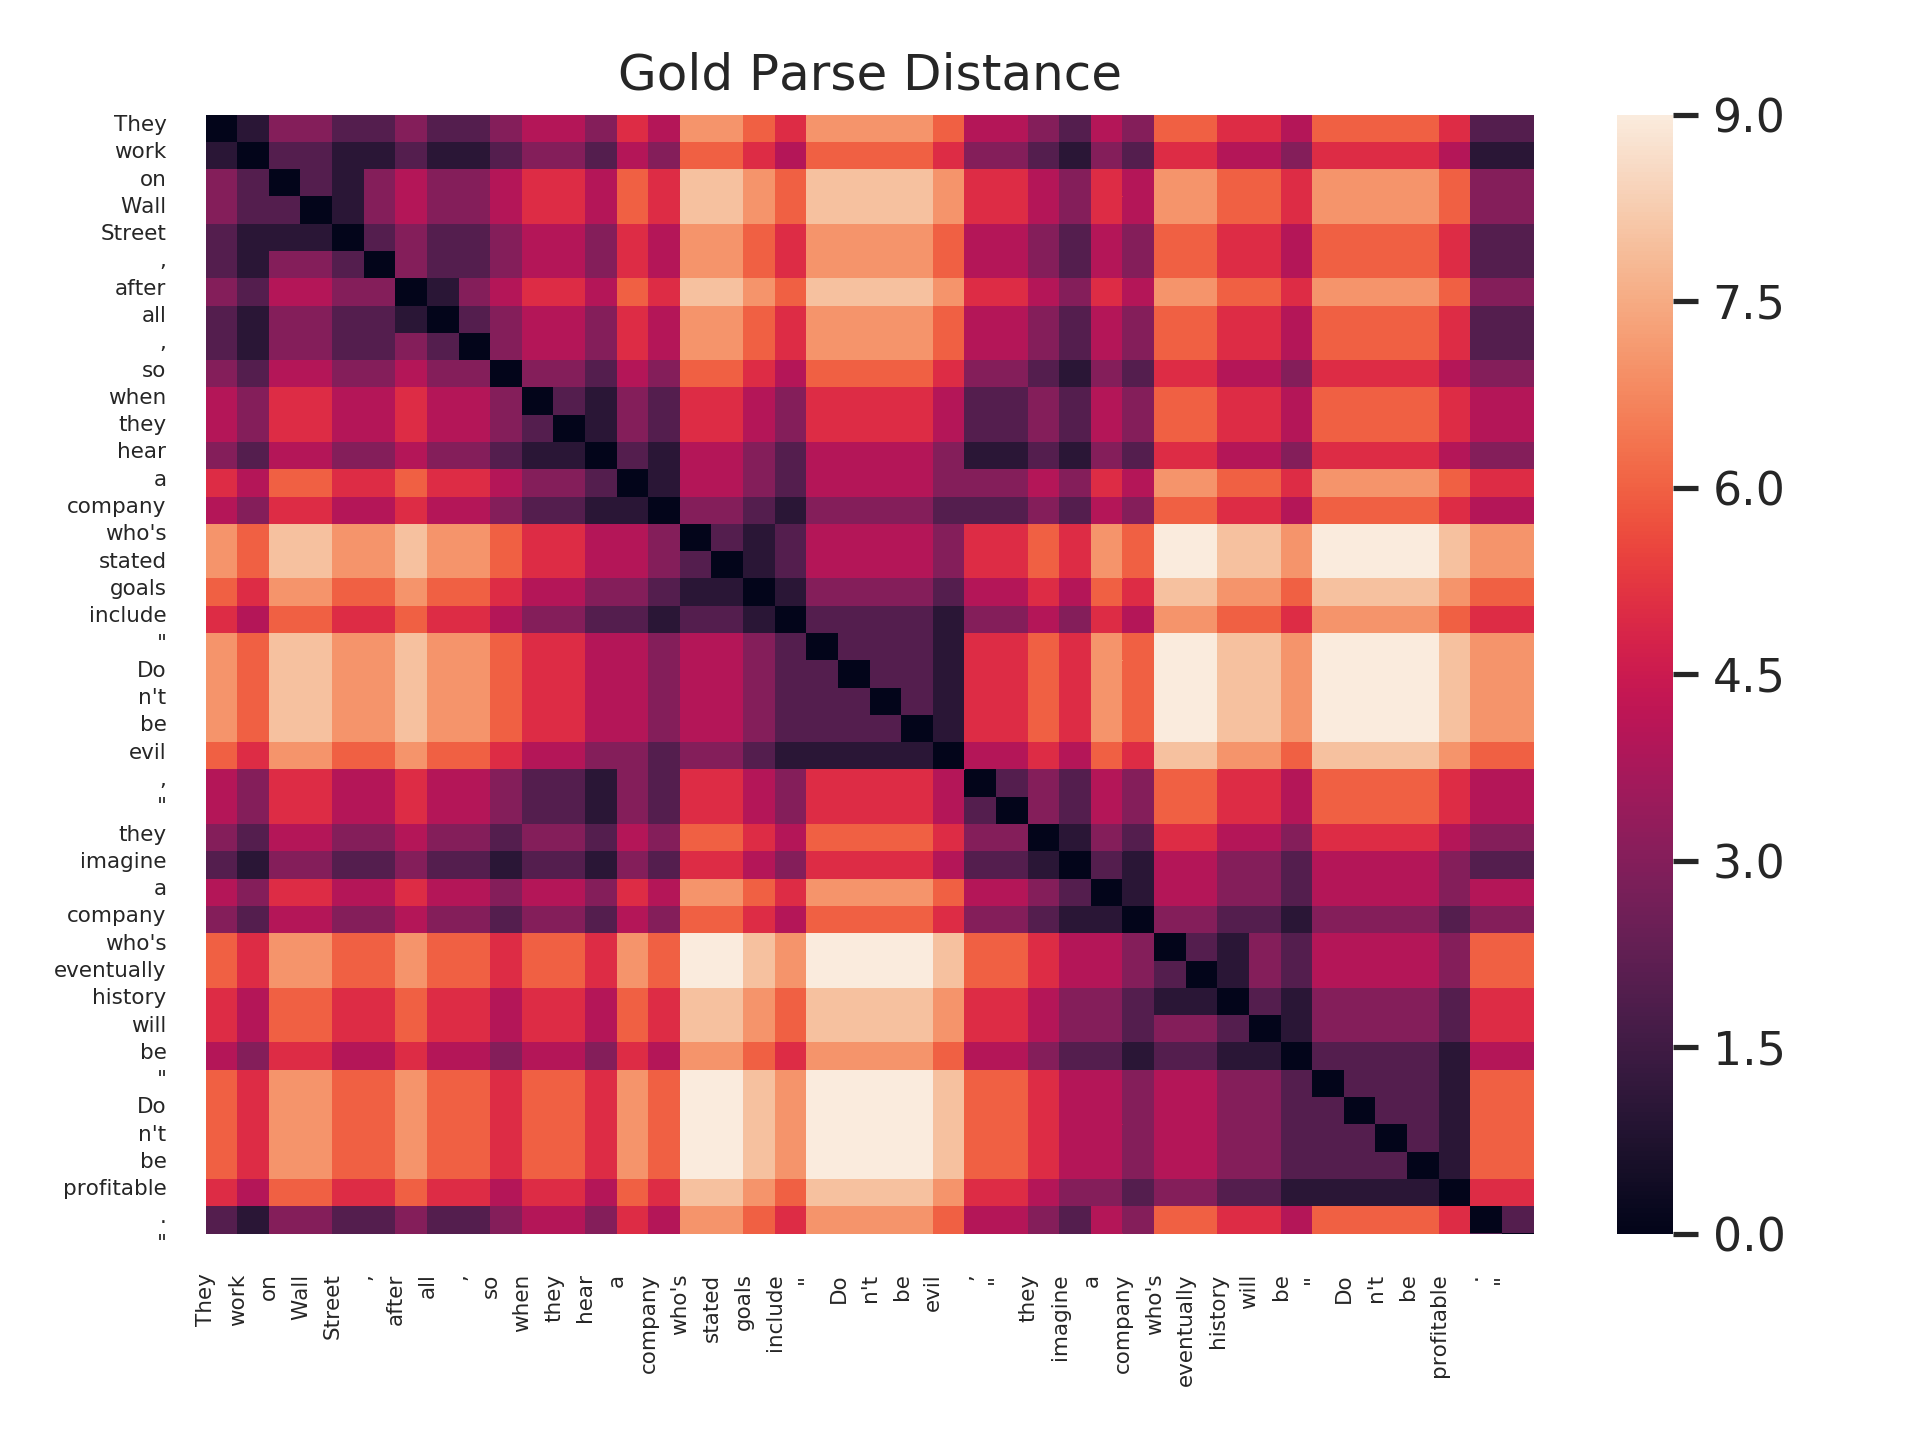 Gold Parse Distance
They
work
on
Wall
Street
,
after
all
,
so
when
they
hear
a
company
who's
stated
goals
include
"
Do
n't
be
evil
,
"
they
imagine
a
company
who's
eventually
history
will
be
"
Do
n't
be
profitable
.
"
9.0
7.5
6.0
4.5
3.0
1.5
0.0
They work on Wall Street , after all , so when they hear a company who's stated goals include " Do n't be evil , " they imagine a company who's eventually history will be " Do n't be profitable . "